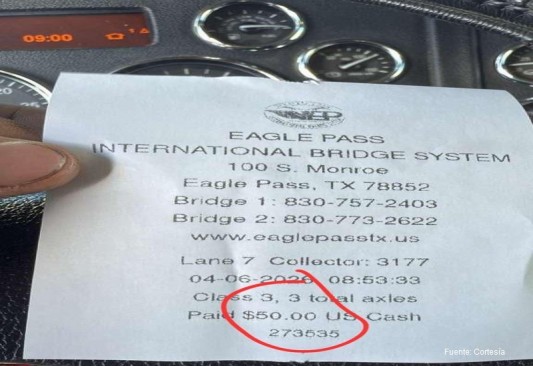 09:00
EAGLE PASS
INTERNATIONAL BRIDGE SYSTEM
100 S. Monroe
Eagle Pass, TX 78852
Bridge 1: 830-757-2403
Bridge 2: 830-773-2622
www.eaglepasstx.us
Lane 7 Collector: 3177
04-06-2026 08:53:33
Class 3, 3 total axles
Paid $50.00 US Cash
273535
Fuente: Cortesía